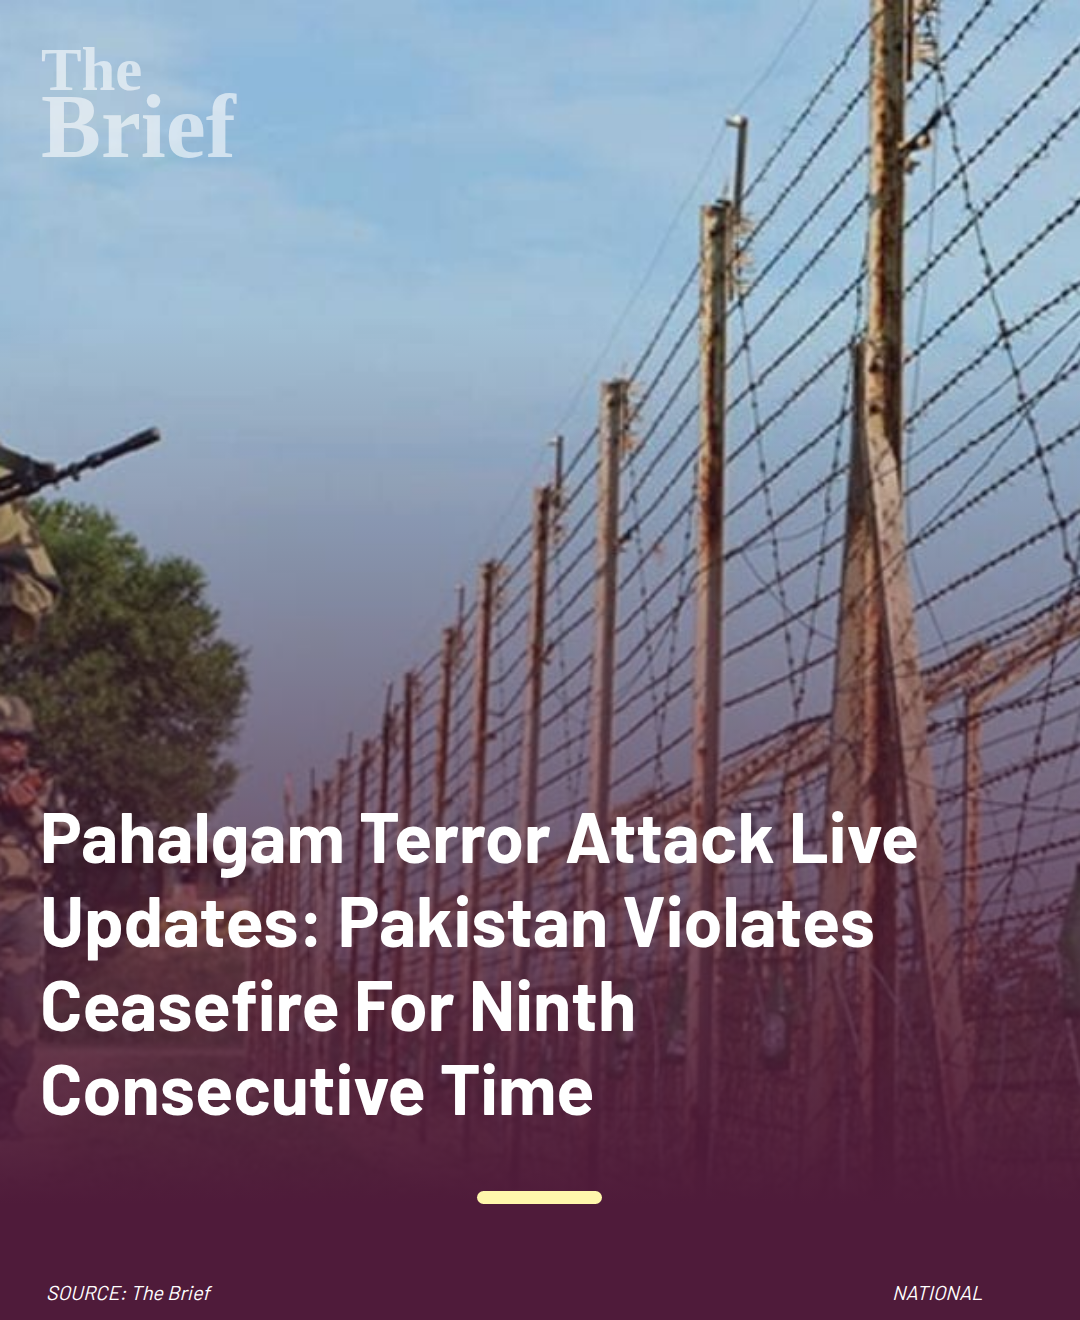 The
Brief
Pahalgam Terror Attack Live
Updates: Pakistan Violates
Ceasefire For Ninth
Consecutive Time
SOURCE: The Brief
NATIONAL